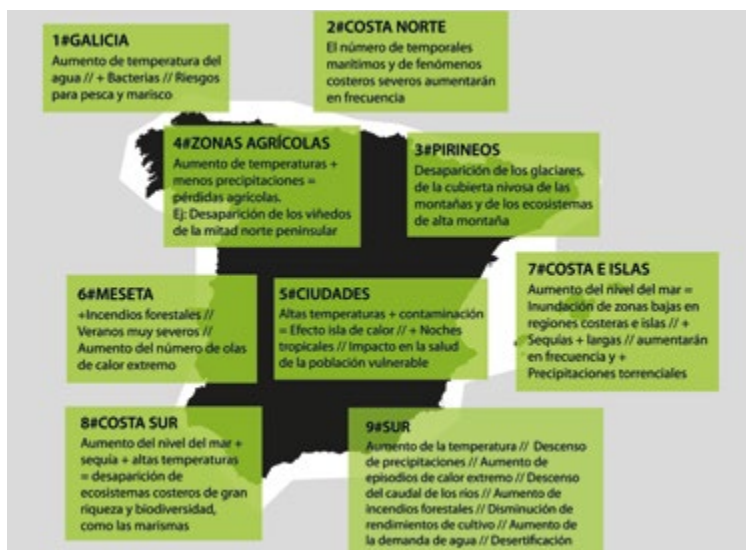 1#GALICIA
Aumento de temperatura del
agua // + Bacterias // Riesgos
para pesca y marisco
2#COSTA NORTE
El número de temporales
marítimos y de fenómenos
costeros severos aumentarán
en frecuencia
4#ZONAS AGRÍCOLAS
Aumento de temperaturas +
menos precipitaciones =
pérdidas agrícolas.
Ej: Desaparición de los viñedos
de la mitad norte peninsular
3#PIRINEOS
Desaparición de los glaciares,
de la cubierta nivosa de las
montañas y de los ecosistemas
de alta montaña
6#MESETA
+Incendios forestales //
Veranos muy severos //
Aumento del número de olas
de calor extremo
5#CIUDADES
Altas temperaturas + contaminación
= Efecto isla de calor // + Noches
tropicales // Impacto en la salud
de la población vulnerable
7#COSTA E ISLAS
Aumento del nivel del mar =
Inundación de zonas bajas en
regiones costeras e islas // +
Sequías + largas // aumentarán
en frecuencia y +
Precipitaciones torrenciales
8#COSTA SUR
Aumento del nivel del mar +
sequía + altas temperaturas
= desaparición de
ecosistemas costeros de gran
riqueza y biodiversidad,
como las marismas
9#SUR
Aumento de la temperatura // Descenso
de precipitaciones // Aumento de
episodios de calor extremo // Descenso
del caudal de los ríos // Aumento de
incendios forestales // Disminución de
rendimientos de cultivo // Aumento de
la demanda de agua // Desertificación